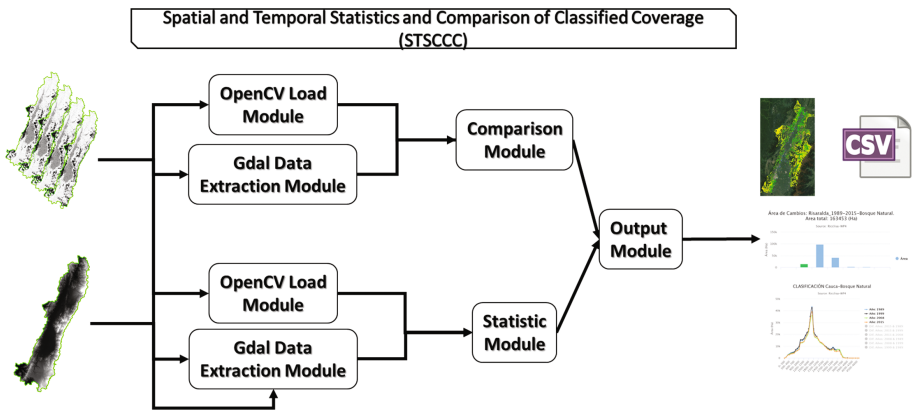 Spatial and Temporal Statistics and Comparison of Classified Coverage
(STSCCC)
OpenCV Load
Module
Gdal Data
Extraction Module
Comparison
Module
OpenCV Load
Module
Gdal Data
Extraction Module
Statistic
Module
Output
Module
CSV
Área de Cambios: Risaralda_1989-2015-Bosque Natural.
Area total: 163453 (Ha)
Área
CLASIFICACIÓN Cauca-Bosque Natural